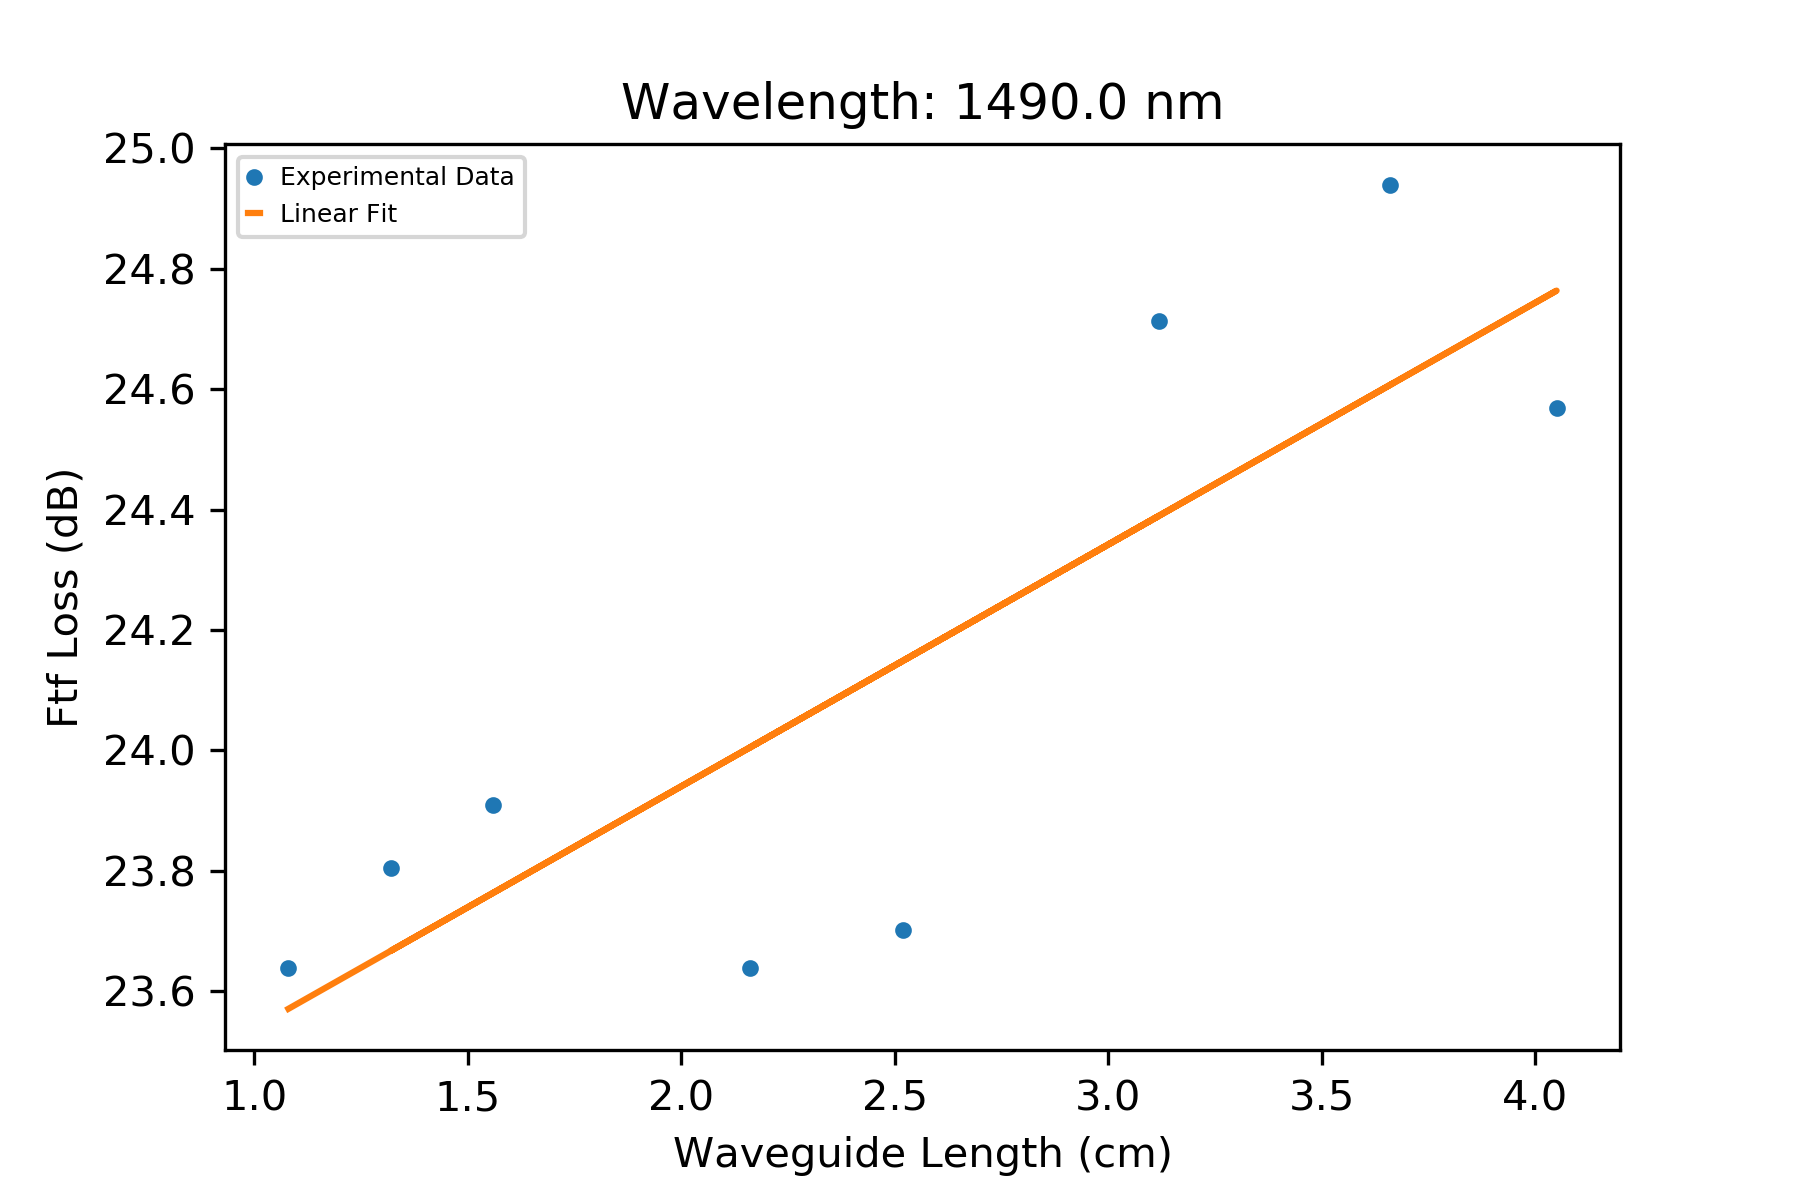 Wavelength: 1490.0 nm
25.0
24.8
24.6
24.4
24.2
24.0
23.8
23.6
Ftf Loss (dB)
Experimental Data
Linear Fit
1.0 1.5 2.0 2.5 3.0 3.5 4.0
Waveguide Length (cm)